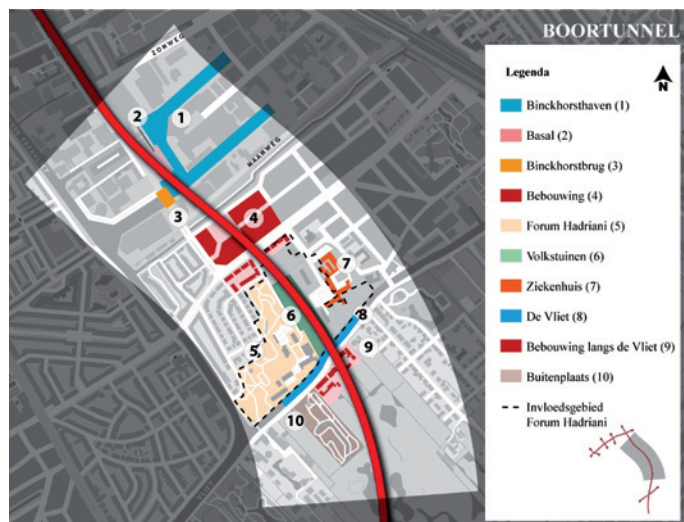 BOORTUNNEL
Legenda
N
Binckhorsthaven (1)
Basal (2)
Binckhorstbrug (3)
Bebouwing (4)
Forum Hadriani (5)
Volkstuinen (6)
Ziekenhuis (7)
De Vliet (8)
Bebouwing langs de Vliet (9)
Buitenplaats (10)
Invloedsgebied
Forum Hadriani
ZONWEG
2
1
MAANWEG
3
4
7
6
8
5
9
10